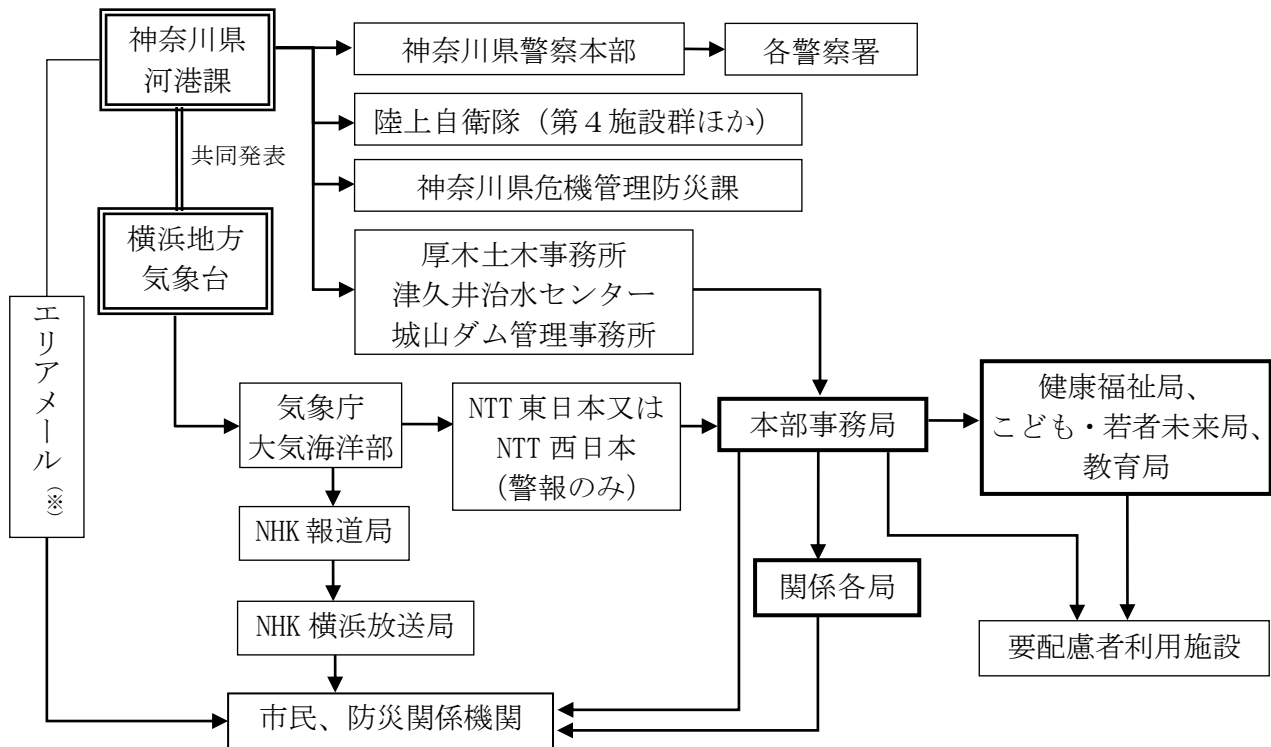 神奈川県
河港課
神奈川県警察本部
各警察署
陸上自衛隊（第４施設群ほか）
共同発表
神奈川県危機管理防災課
横浜地方
気象台
厚木土木事務所
津久井治水センター
城山ダム管理事務所
エリアメール（※）
気象庁
大気海洋部
NTT 東日本又は
NTT 西日本
（警報のみ）
本部事務局
健康福祉局、
こども・若者未来局、
教育局
NHK 報道局
関係各局
NHK 横浜放送局
要配慮者利用施設
市民、防災関係機関